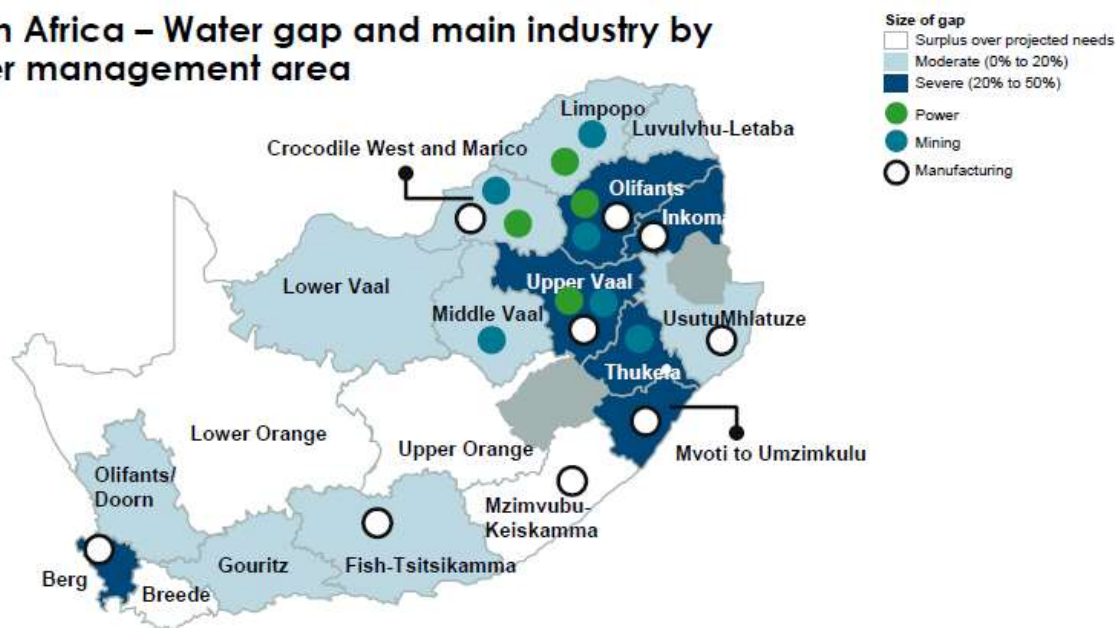 Africa – Water gap and main industry by
management area
Size of gap
Surplus over projected needs
Moderate (0% to 20%)
Severe (20% to 50%)
Power
Mining
Manufacturing
Limpopo
Luvulvhu-Letaba
Crocodile West and Marico
Olifants
Inkoma
Upper Vaal
Lower Vaal
Middle Vaal
UsutuMhlatuze
Thukela
Lower Orange
Upper Orange
Mvoti to Umzimkulu
Olifants/
Doorn
Mzimvubu-
Keiskamma
Gouritz
Fish-Tsitsikamma
Berg
Breede